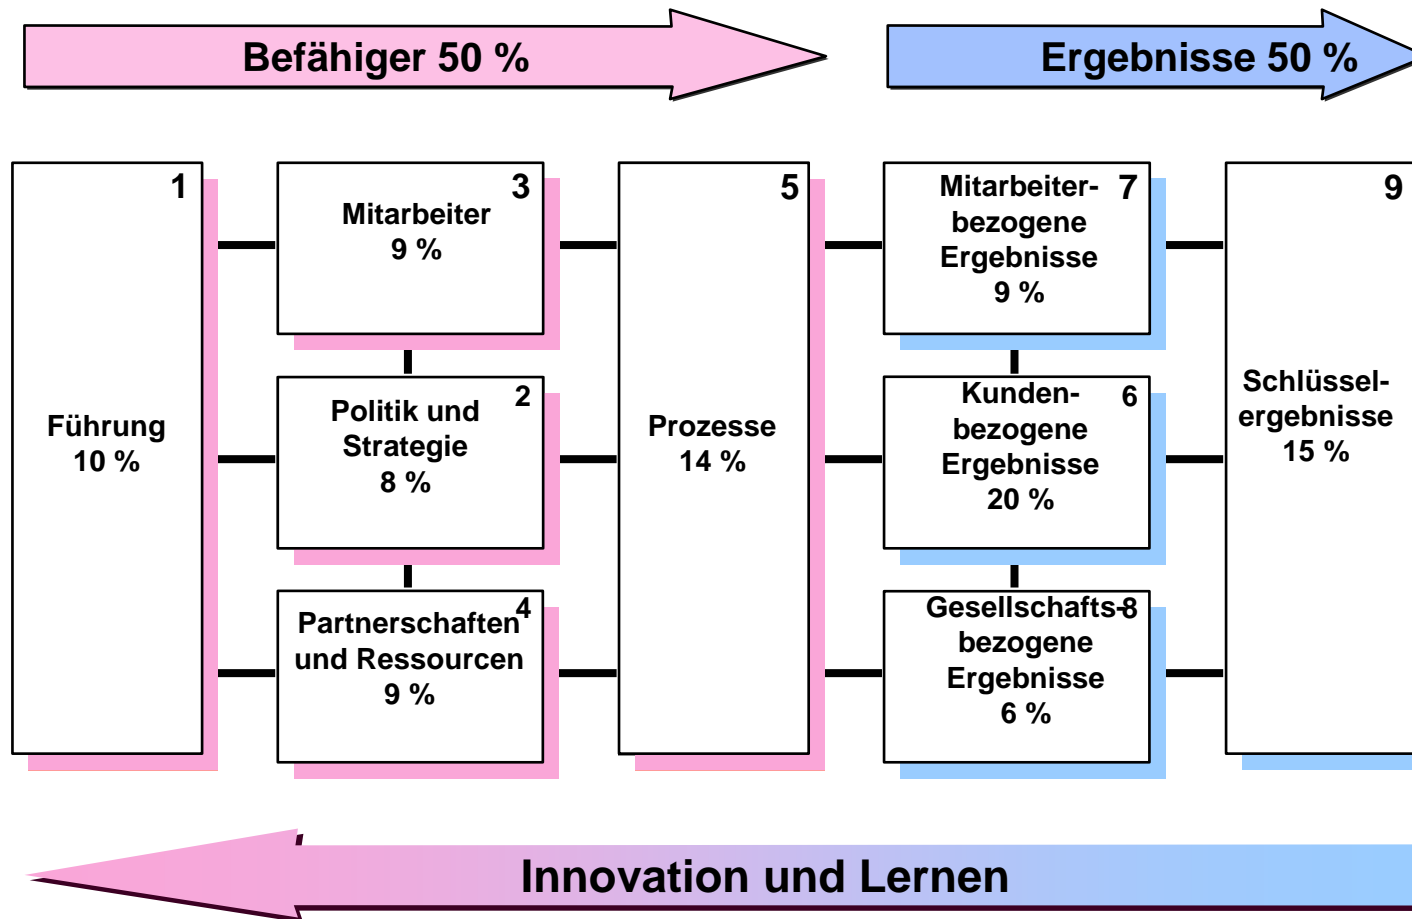 Befähiger 50 %
Ergebnisse 50 %
1
Führung
10 %
3
Mitarbeiter
9 %
2
Politik und
Strategie
8 %
4
Partnerschaften
und Ressourcen
9 %
5
Prozesse
14 %
7
Mitarbeiter-
bezogene
Ergebnisse
9 %
6
Kunden-
bezogene
Ergebnisse
20 %
8
Gesellschafts-
bezogene
Ergebnisse
6 %
9
Schlüssel-
ergebnisse
15 %
Innovation und Lernen